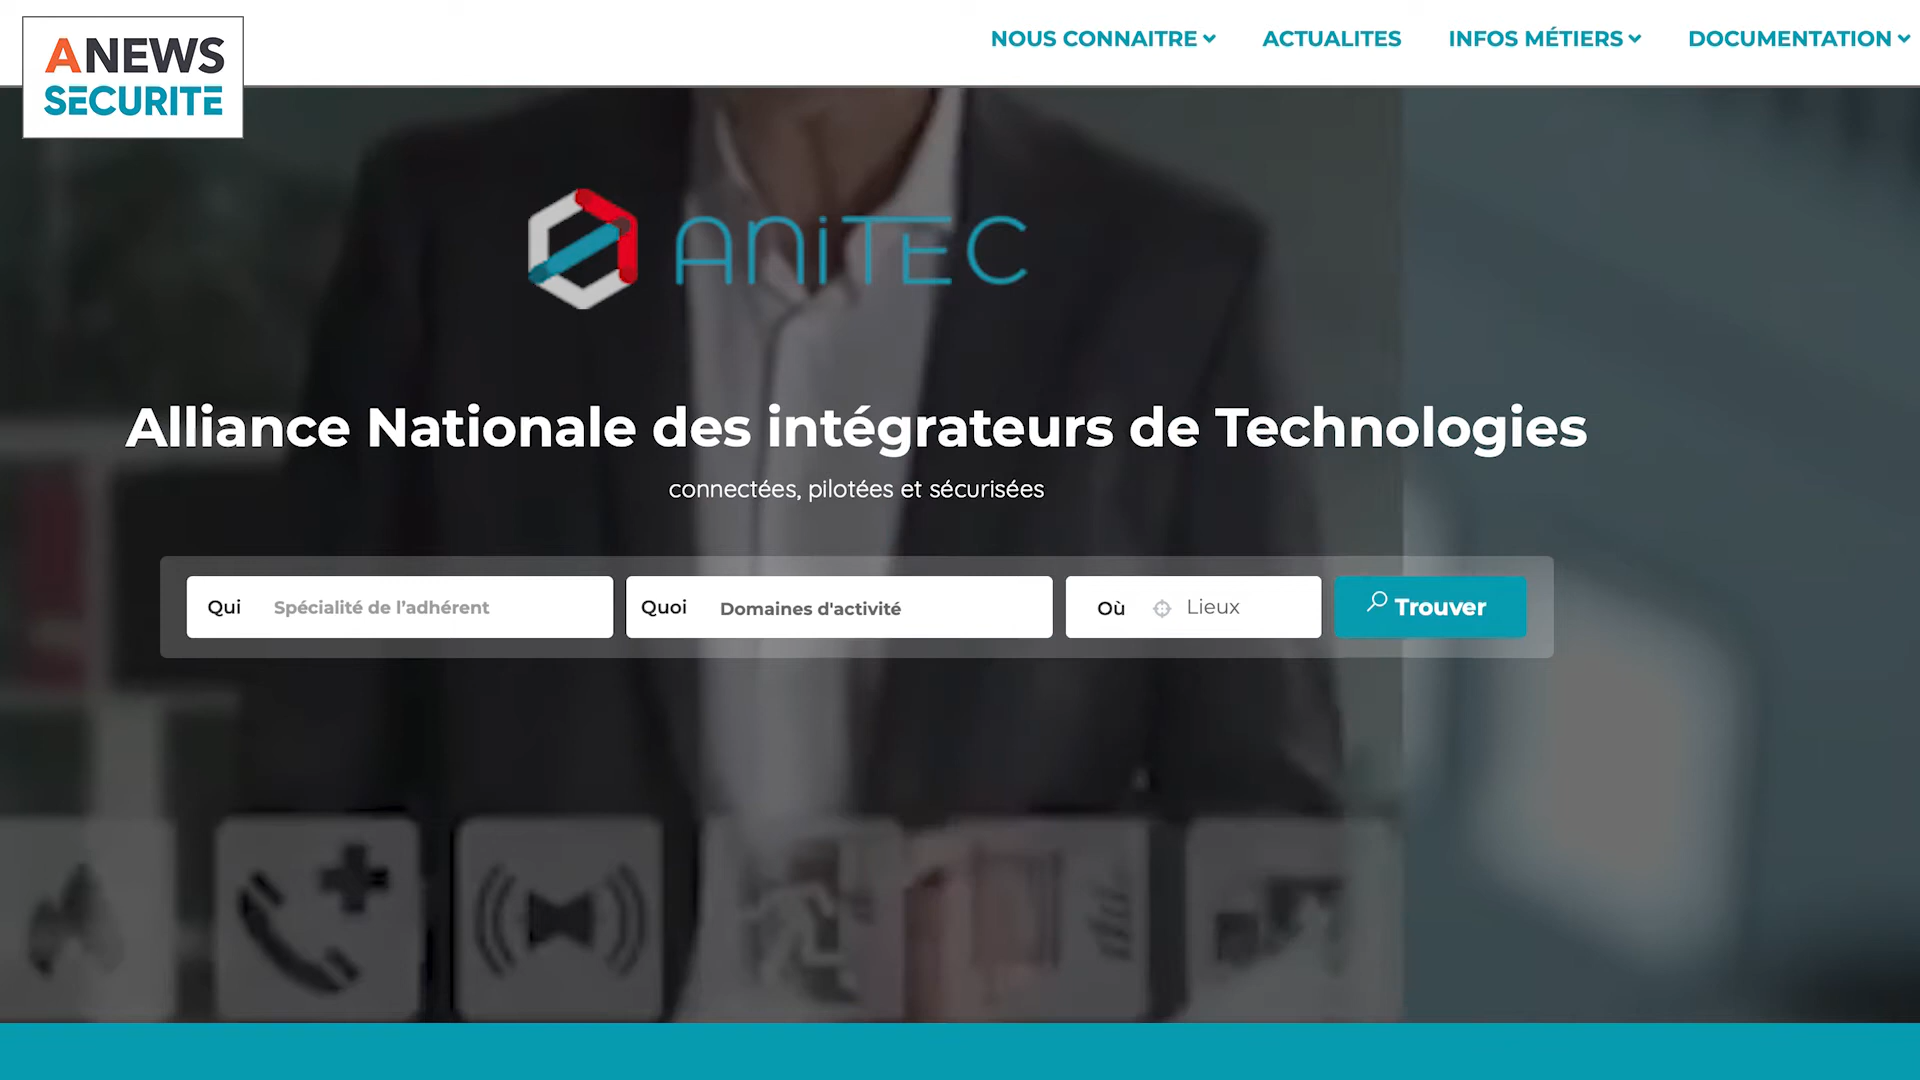 ANEWS
SECURITE
NOUS CONNAITRE
ACTUALITES
INFOS MÉTIERS
DOCUMENTATION
ANiTEC
Alliance Nationale des intégrateurs de Technologies
connectées, pilotées et sécurisées
Qui Spécialité de l’adhérent
Quoi Domaines d'activité
Où Lieux
Trouver